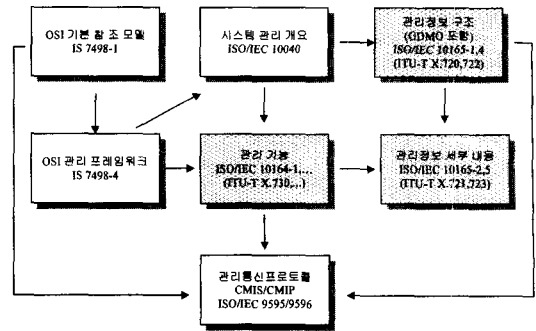 OSI 기본 참조 모델
IS 7498-1
시스템 관리 개요
ISO/IEC 10040
관리정보 구조
(GDMO 포함)
ISO/IEC 10165-1,4
(ITU-T X.720,722)
OSI 관리 프레임워크
IS 7498-4
관리 기능
ISO/IEC 10164-1,...
(ITU-T X.730,...)
관리정보 세부 내용
ISO/IEC 10165-2,5
(ITU-T X.721,723)
관리통신프로토콜
CMIS/CMIP
ISO/IEC 9595/9596